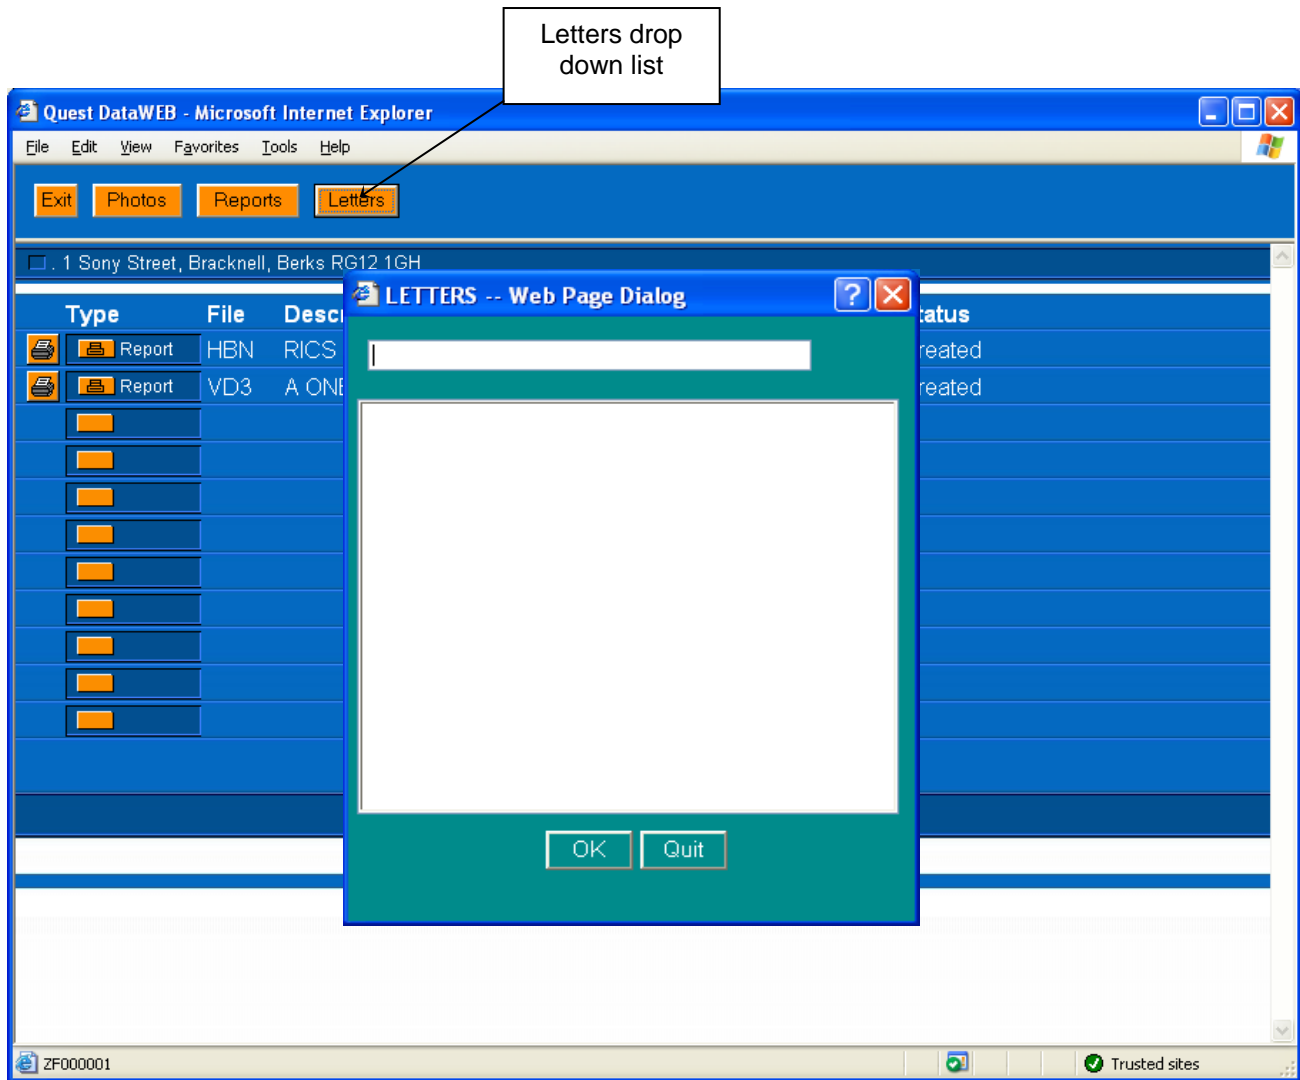 Letters drop
down list
Quest DataWEB - Microsoft Internet Explorer
File Edit View Favorites Tools Help
Exit Photos Reports Letters
. 1 Sony Street, Bracknell, Berks RG12 1GH
LETTERS -- Web Page Dialog
Type File Descr tatus
Report HBN RICS reated
Report VD3 A ONE reated
OK Quit
ZF000001 Trusted sites